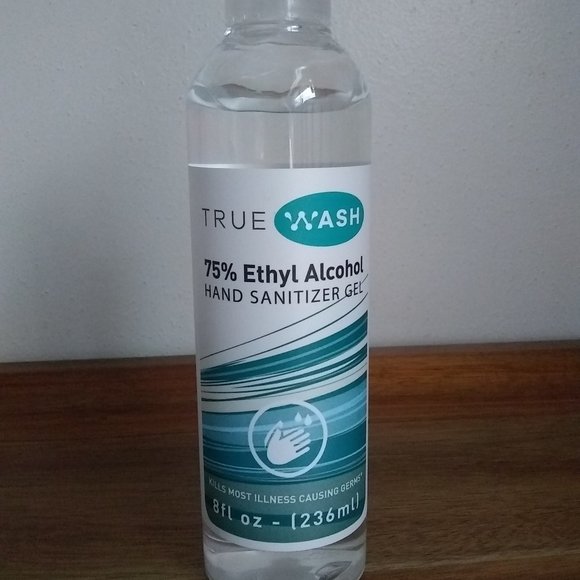 TRUE WASH
75% Ethyl Alcohol
HAND SANITIZER GEL
KILLS MOST ILLNESS CAUSING GERMS*
8fl oz - (236ml)